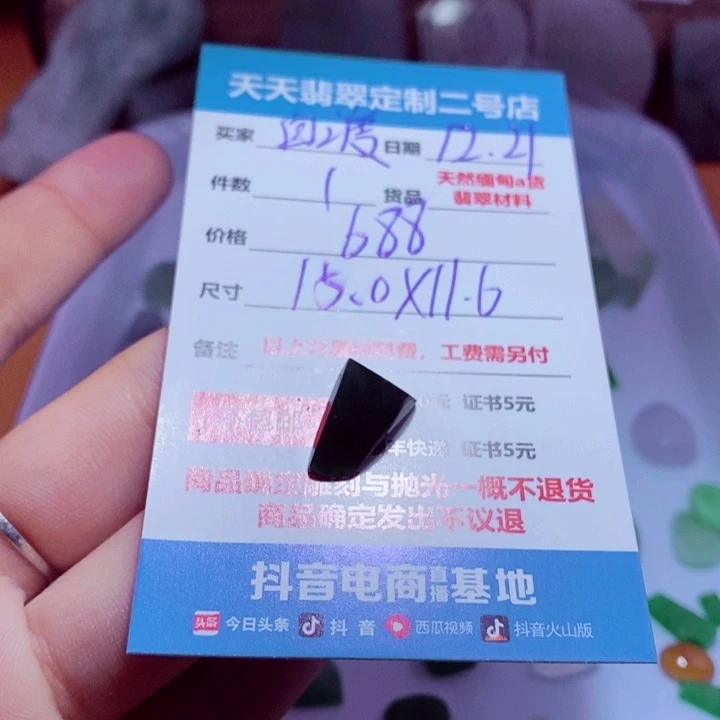 天天翡翠定制二号店
买家 日期 12.21
件数 1 货品 天然缅甸a货翡翠材料
价格 688
尺寸 15.0X11.6
备注 工费需另付
元 证书5元
快递 证书5元
商品确定雕刻与抛光一概不退货
商品确定发出不议退
抖音电商直播基地
头条 今日头条 抖音 西瓜视频 抖音火山版